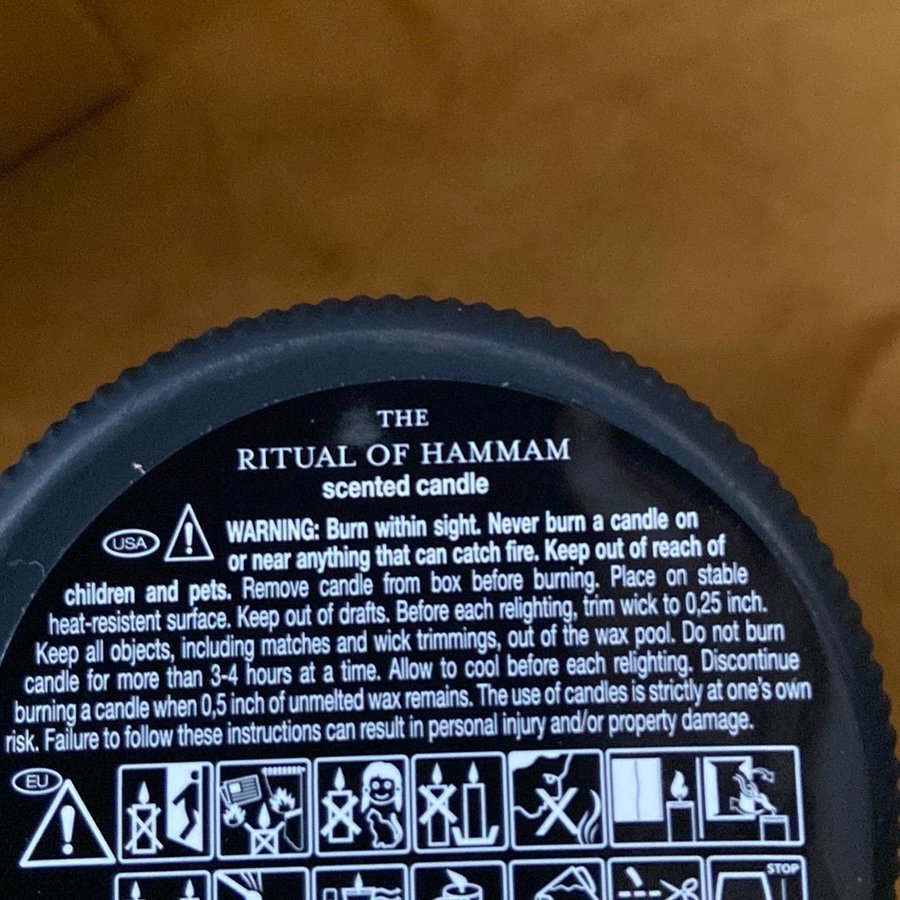 THE
RITUAL OF HAMMAM
scented candle
USA WARNING: Burn within sight. Never burn a candle on
or near anything that can catch fire. Keep out of reach of
children and pets. Remove candle from box before burning. Place on stable
heat-resistant surface. Keep out of drafts. Before each relighting, trim wick to 0,25 inch.
Keep all objects, including matches and wick trimmings, out of the wax pool. Do not burn
candle for more than 3-4 hours at a time. Allow to cool before each relighting. Discontinue
burning a candle when 0,5 inch of unmelted wax remains. The use of candles is strictly at one's own
risk. Failure to follow these instructions can result in personal injury and/or property damage.
EU
STOP